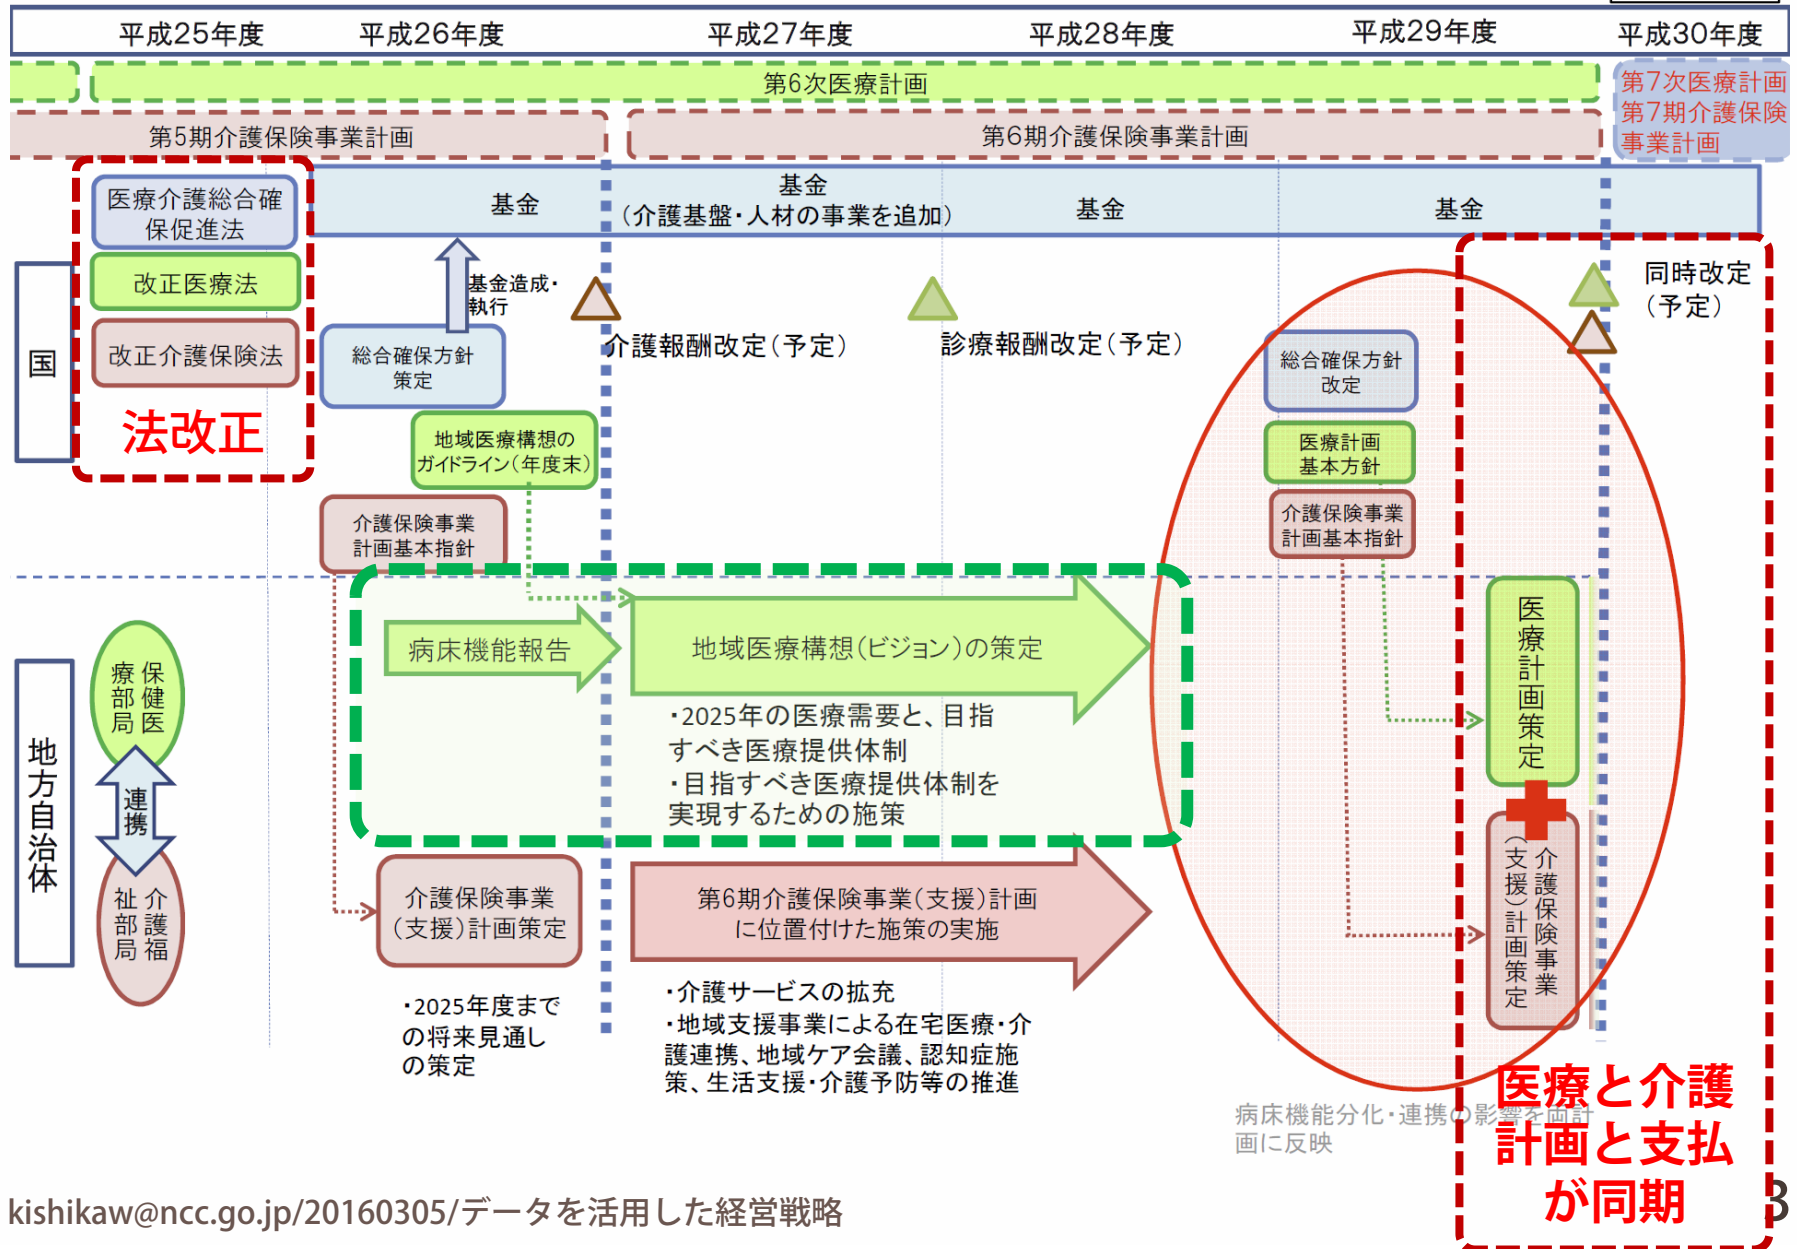 平成25年度
平成26年度
平成27年度
平成28年度
平成29年度
平成30年度
第6次医療計画
第7次医療計画
第7期介護保険
事業計画
第5期介護保険事業計画
第6期介護保険事業計画
医療介護総合確
保促進法
改正医療法
改正介護保険法
法改正
基金
基金
(介護基盤・人材の事業を追加)
基金
基金
国
基金造成・
執行
総合確保方針
策定
地域医療構想の
ガイドライン(年度末)
介護保険事業
計画基本指針
介護報酬改定(予定)
診療報酬改定(予定)
同時改定
(予定)
総合確保方針
改定
医療計画
基本方針
介護保険事業
計画基本指針
地方自治体
保健医
療部局
連携
介護福
祉部局
病床機能報告
地域医療構想(ビジョン)の策定
・2025年の医療需要と、目指
すべき医療提供体制
・目指すべき医療提供体制を
実現するための施策
介護保険事業
(支援)計画策定
・2025年度まで
の将来見通し
の策定
第6期介護保険事業(支援)計画
に位置付けた施策の実施
・介護サービスの拡充
・地域支援事業による在宅医療・介
護連携、地域ケア会議、認知症施
策、生活支援・介護予防等の推進
医療計画策定
介護保険事業
(支援)計画策定
病床機能分化・連携の影響を両計
画に反映
医療と介護
計画と支払
が同期
kishikaw@ncc.go.jp/20160305/データを活用した経営戦略
3